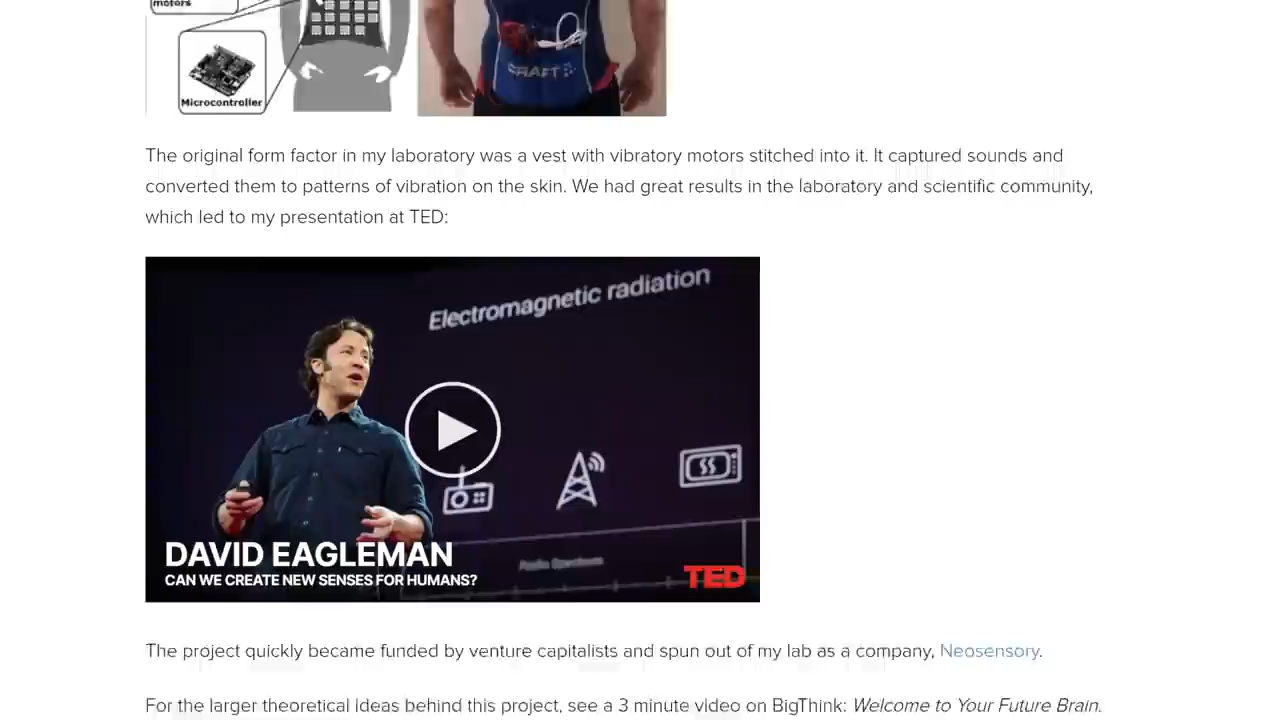 motors
Microcontroller
CRAFT
The original form factor in my laboratory was a vest with vibratory motors stitched into it. It captured sounds and
converted them to patterns of vibration on the skin. We had great results in the laboratory and scientific community,
which led to my presentation at TED:
Electromagnetic radiation
Radio Spectrum
DAVID EAGLEMAN
CAN WE CREATE NEW SENSES FOR HUMANS?
TED
The project quickly became funded by venture capitalists and spun out of my lab as a company, Neosensory.
For the larger theoretical ideas behind this project, see a 3 minute video on BigThink: Welcome to Your Future Brain.